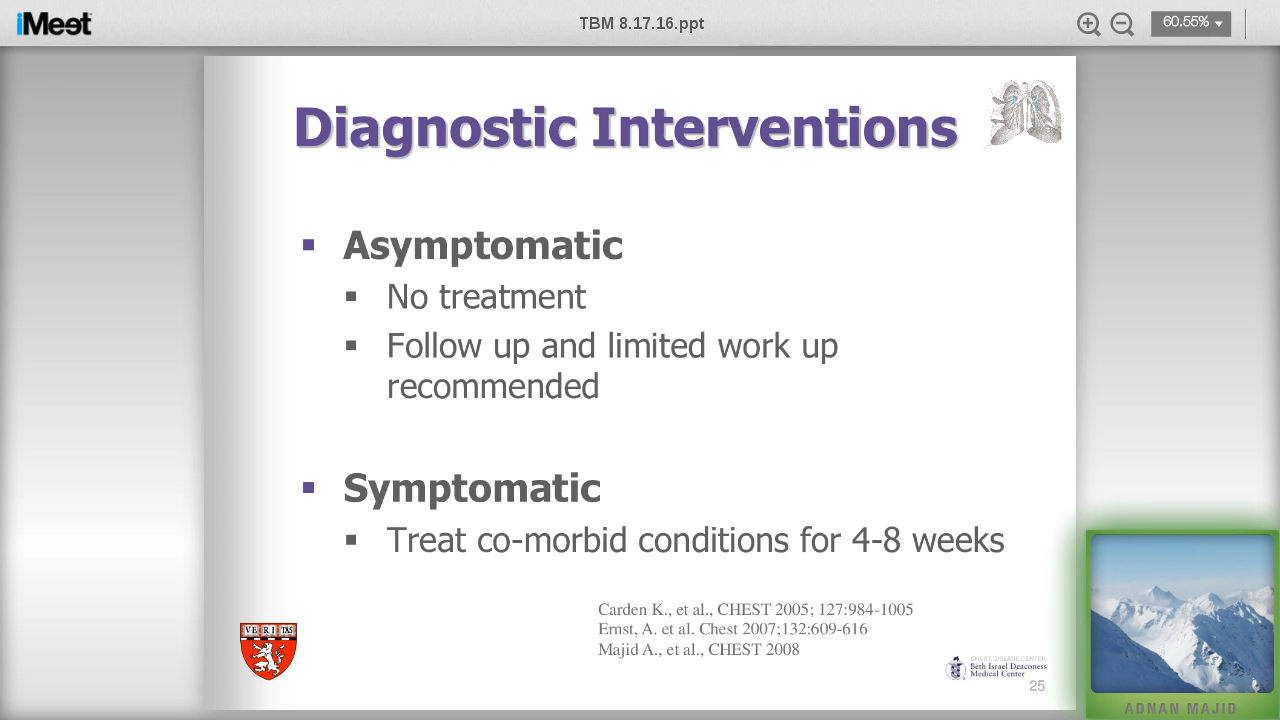 iMeet
TBM 8.17.16.ppt
60.55%
Diagnostic Interventions
Asymptomatic
No treatment
Follow up and limited work up
recommended
Symptomatic
Treat co-morbid conditions for 4-8 weeks
Carden K., et al., CHEST 2005; 127:984-1005
Ernst, A. et al. Chest 2007;132:609-616
Majid A., et al., CHEST 2008
VE RI TAS
CHEST DISEASE CENTER
Beth Israel Deaconess
Medical Center
25
ADNAN MAJID